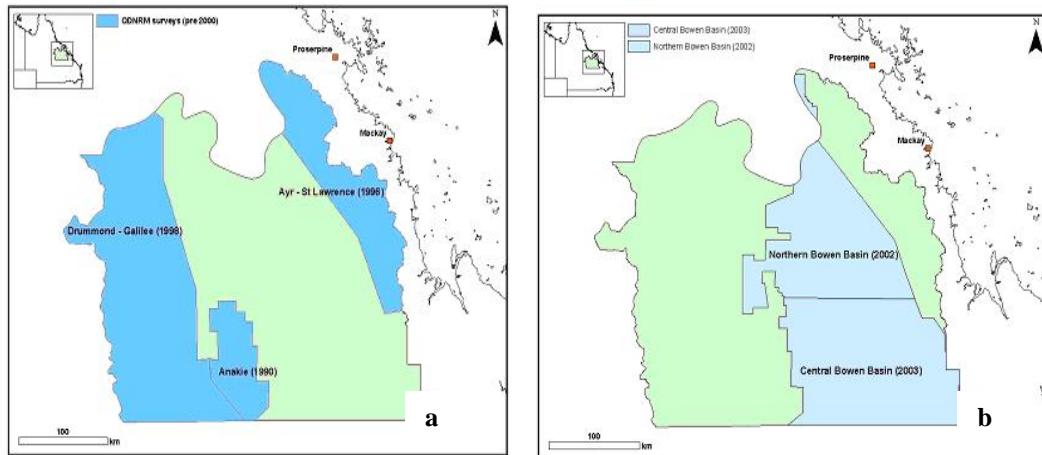 QDNRM surveys (pre 2000)
N
Proserpine
Mackay
Ayr - St Lawrence (1996)
Drummond - Galilee (1998)
Anakie (1990)
100
km
a
Central Bowen Basin (2003)
Northern Bowen Basin (2002)
N
Proserpine
Mackay
Northern Bowen Basin (2002)
Central Bowen Basin (2003)
100
km
b